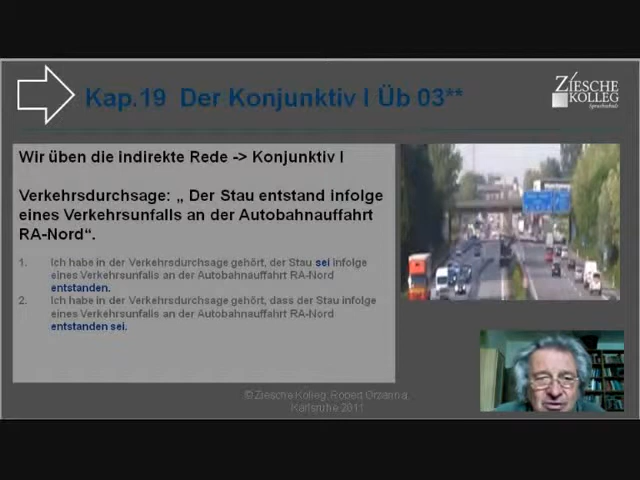 Kap.19 Der Konjunktiv I Üb 03**
ZIESCHE
KOLLEG
Sprachschule
Wir üben die indirekte Rede -> Konjunktiv I
Verkehrsdurchsage: „ Der Stau entstand infolge
eines Verkehrsunfalls an der Autobahnauffahrt
RA-Nord“.
1. Ich habe in der Verkehrsdurchsage gehört, der Stau sei infolge
eines Verkehrsunfalls an der Autobahnauffahrt RA-Nord
entstanden.
2. Ich habe in der Verkehrsdurchsage gehört, dass der Stau infolge
eines Verkehrsunfalls an der Autobahnauffahrt RA-Nord
entstanden sei.
© Ziesche Kolleg, Robert
Karlsruhe 2011